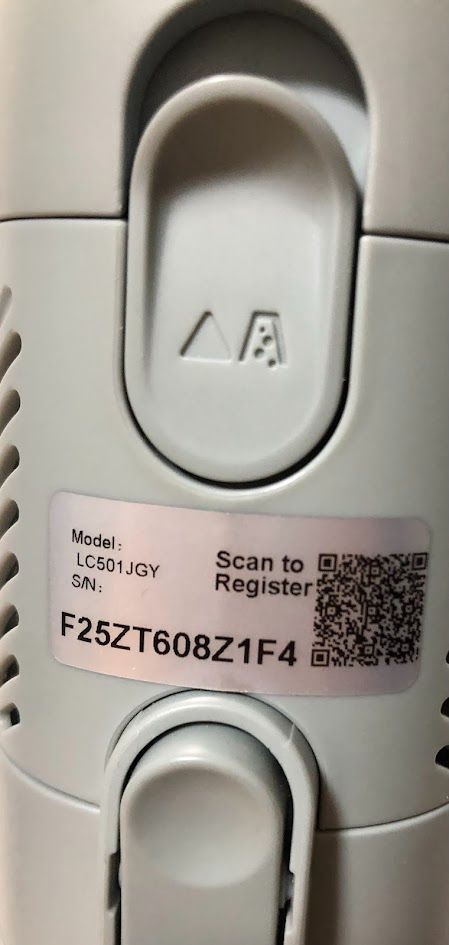 Model:
LC501JGY
S/N:
F25ZT608Z1F4
Scan to
Register